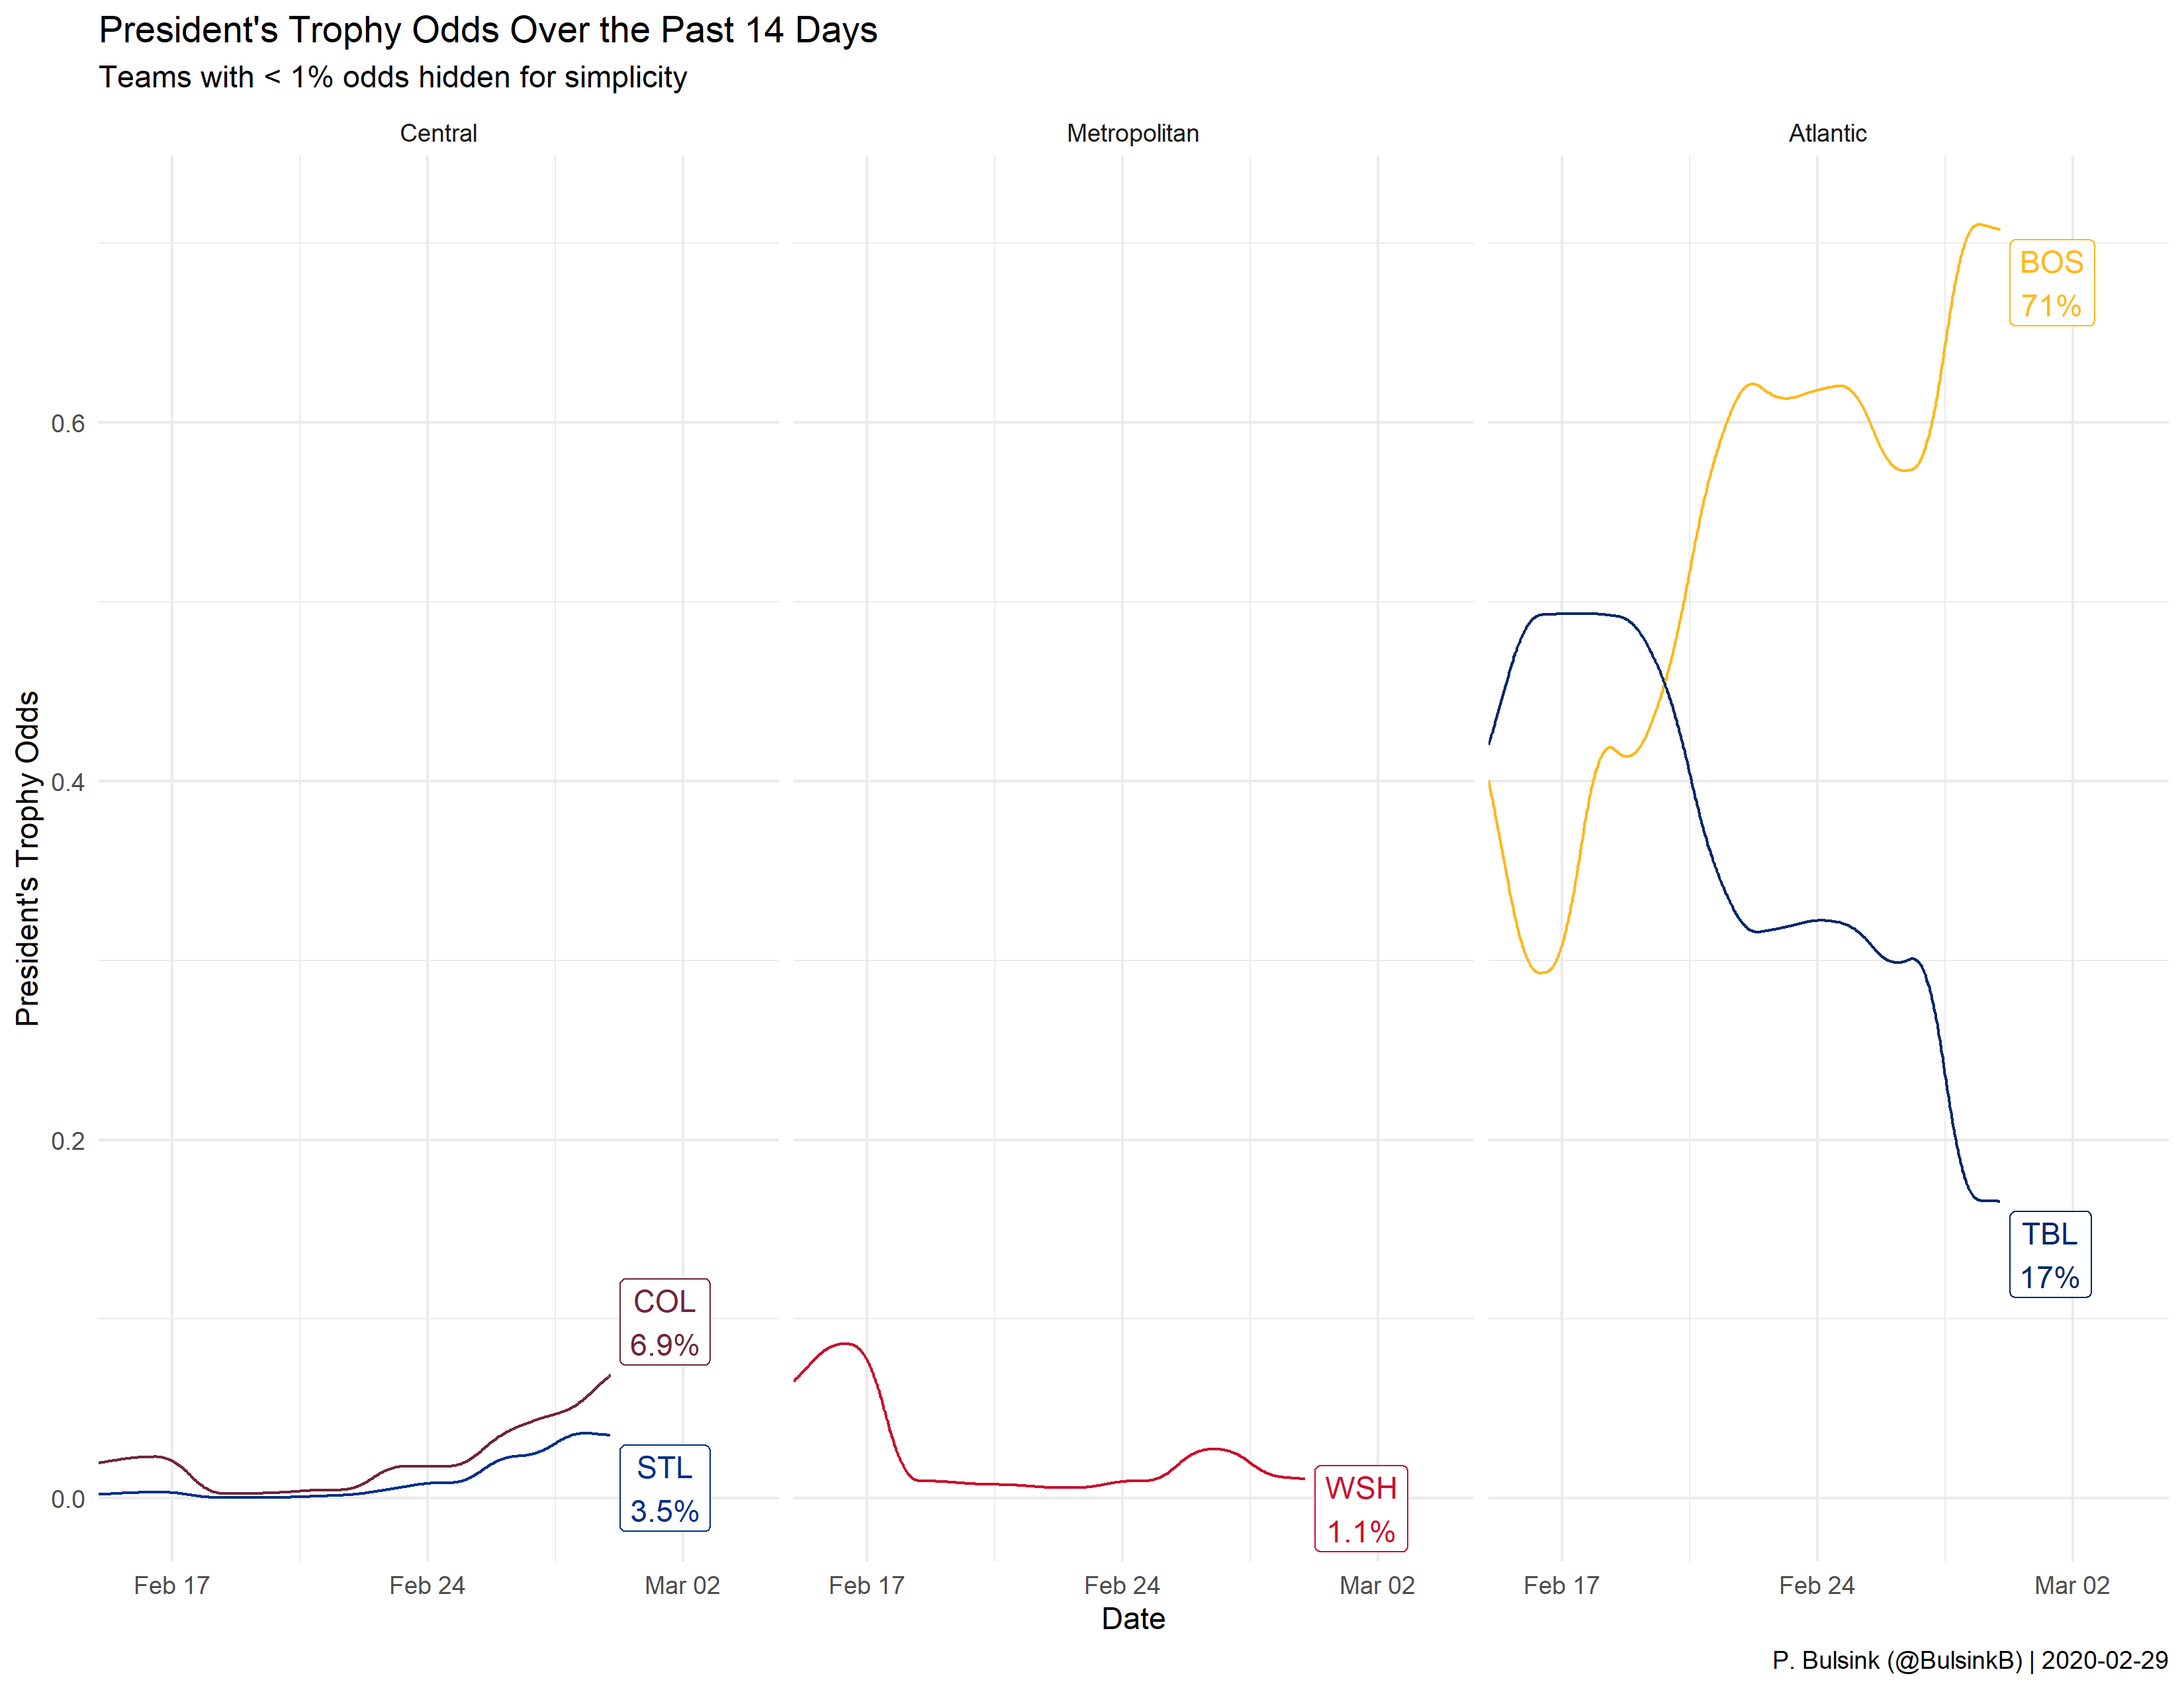 President's Trophy Odds Over the Past 14 Days
Teams with < 1% odds hidden for simplicity
Central
Metropolitan
Atlantic
President's Trophy Odds
0.6
0.4
0.2
0.0
COL
6.9%
STL
3.5%
WSH
1.1%
BOS
71%
TBL
17%
Feb 17
Feb 24
Mar 02
Feb 17
Feb 24
Mar 02
Feb 17
Feb 24
Mar 02
Date
P. Bulsink (@BulsinkB) | 2020-02-29